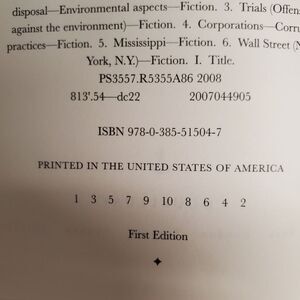 disposal—Environmental aspects—Fiction. 3. Trials (Offens
against the environment)—Fiction. 4. Corporations—Corru
practices—Fiction. 5. Mississippi—Fiction. 6. Wall Street (N
York, N.Y.)—Fiction. I. Title.
PS3557.R5355A86 2008
813'.54—dc22 2007044905
ISBN 978-0-385-51504-7
PRINTED IN THE UNITED STATES OF AMERICA
1 3 5 7 9 10 8 6 4 2
First Edition